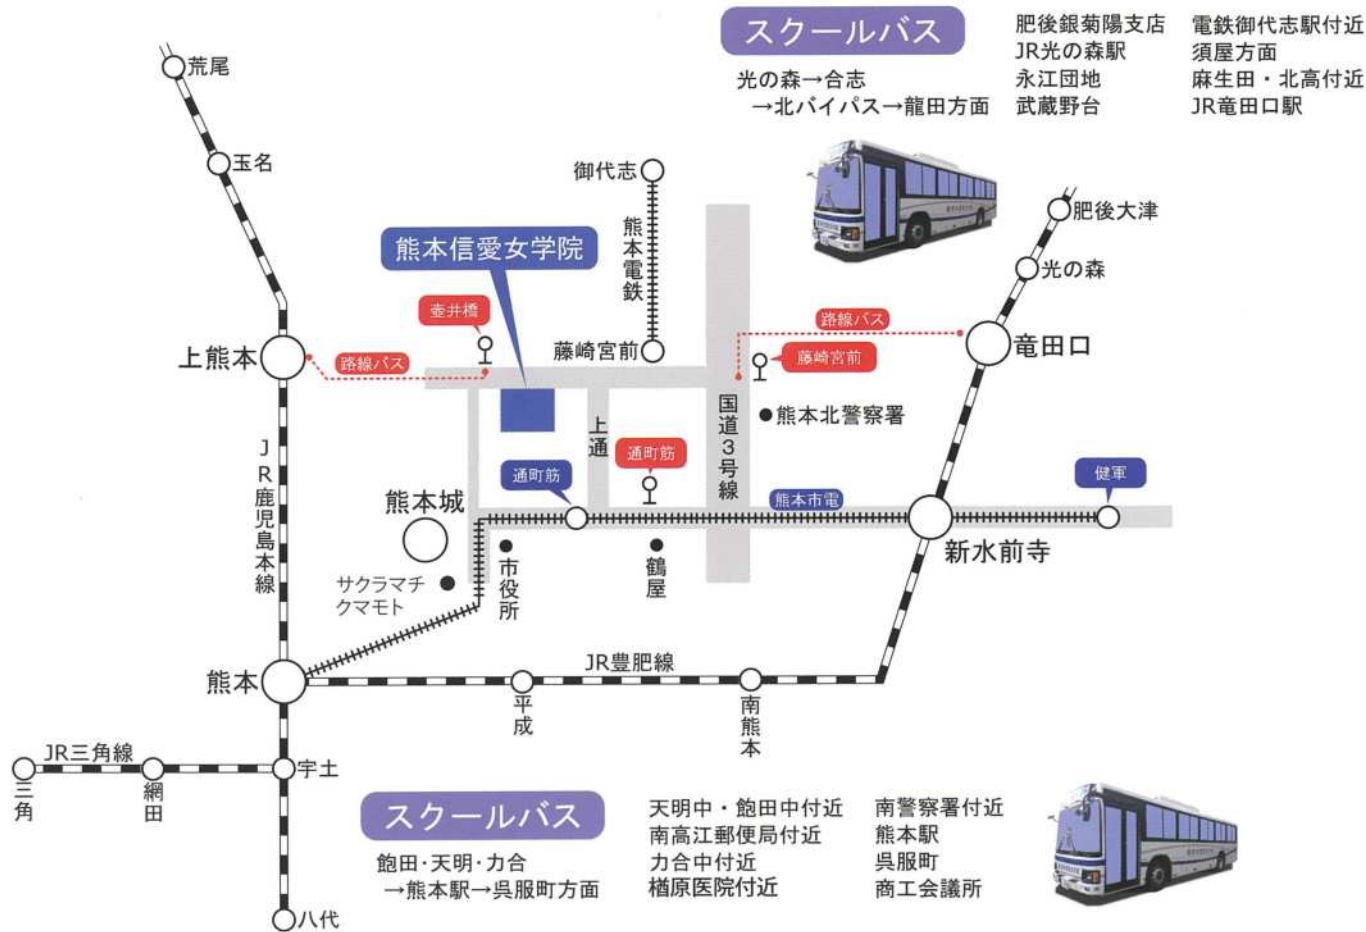 スクールバス
光の森→合志
→北バイパス→龍田方面
肥後銀菊陽支店
JR光の森駅
永江団地
武蔵野台
電鉄御代志駅付近
須屋方面
麻生田・北高付近
JR竜田口駅
荒尾
玉名
御代志
熊本電鉄
肥後大津
光の森
熊本信愛女学院
壺井橋
路線バス
上熊本
藤崎宮前
路線バス
藤崎宮前
竜田口
熊本北警察署
国道3号線
上通
通町筋
通町筋
熊本市電
健軍
JR鹿児島本線
熊本城
新水前寺
市役所
鶴屋
サクラマチ
クマモト
熊本
JR豊肥線
平成
南熊本
JR三角線
三角
網田
宇土
八代
スクールバス
飽田・天明・力合
→熊本駅→呉服町方面
天明中・飽田中付近
南高江郵便局付近
力合中付近
楢原医院付近
南警察署付近
熊本駅
呉服町
商工会議所